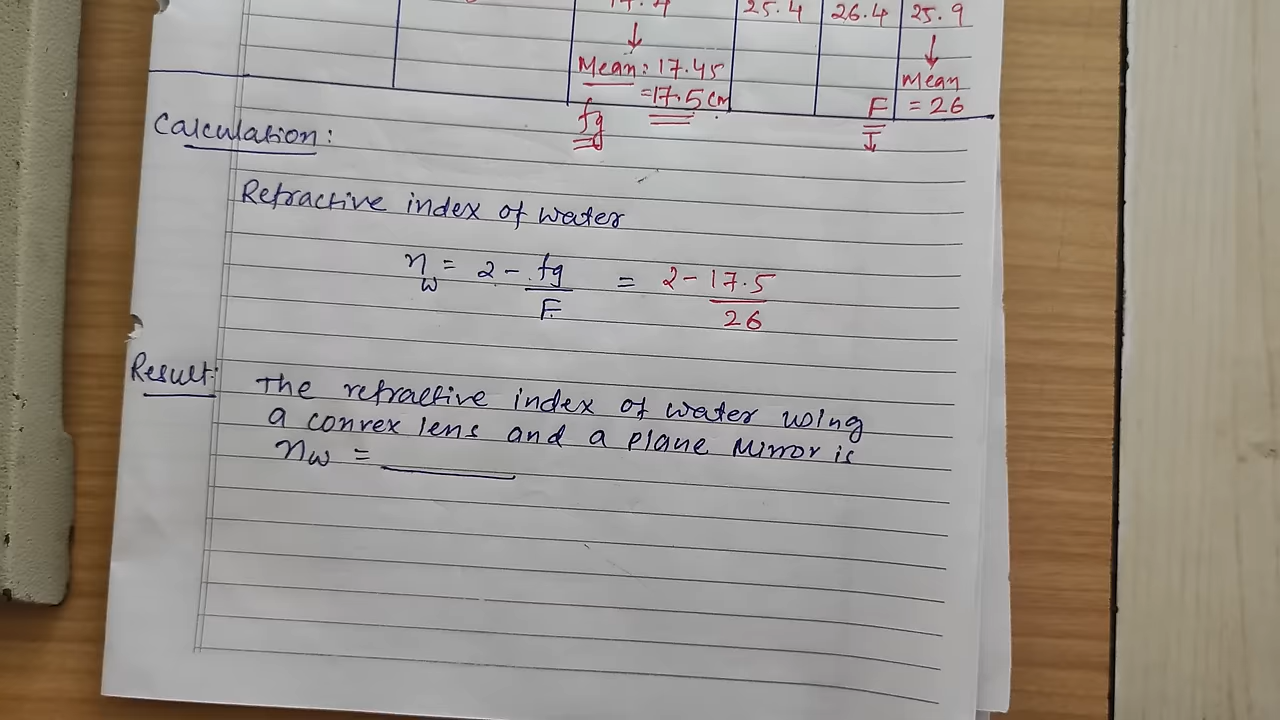 25.4 26.4 25.9
↓ ↓
Mean: 17.45 Mean
=17.5 cm F = 26
fg ↓
Calculation:
Refractive index of water
nw = 2 - fg/F = 2 - 17.5/26
Result: The refractive index of water using
a convex lens and a plane mirror is
nw = ______